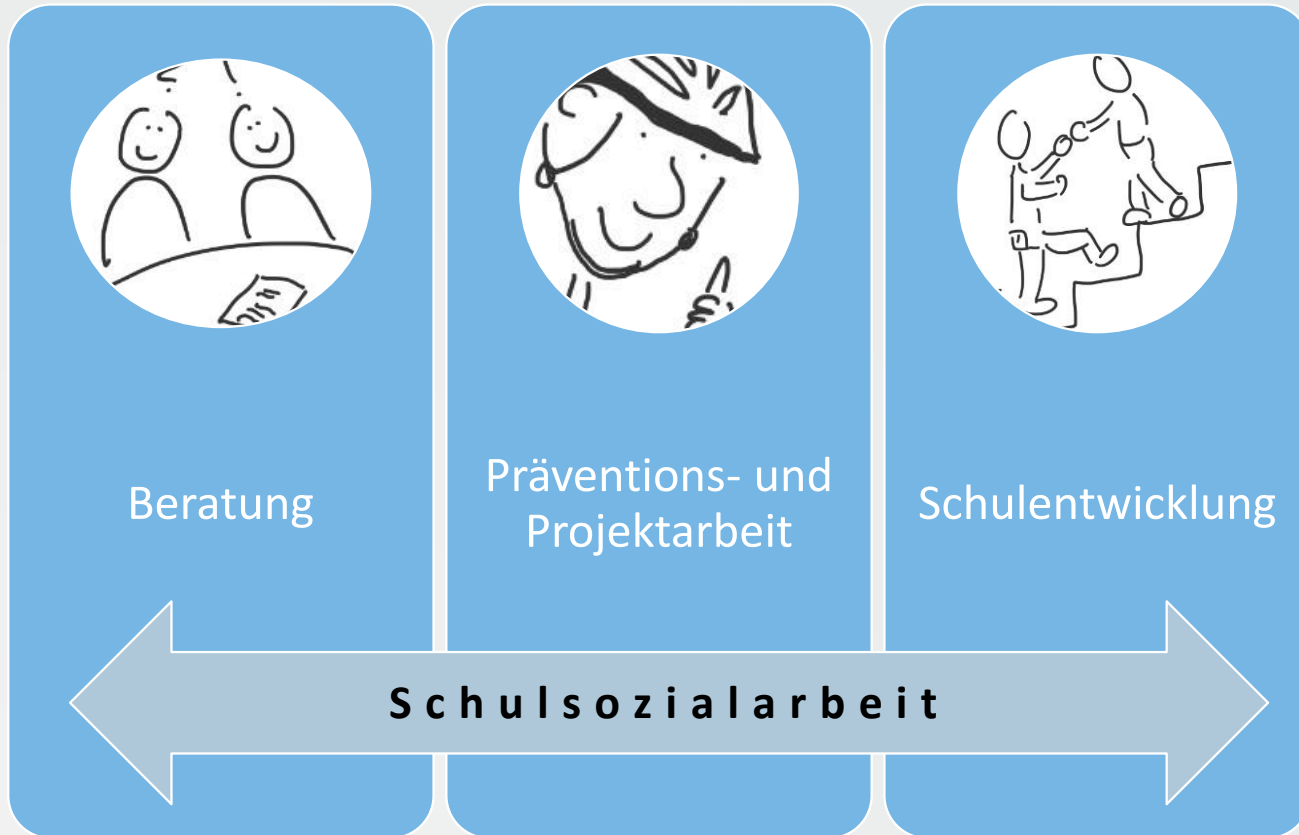 Beratung
Präventions- und
Projektarbeit
Schulentwicklung
Schulsozialarbeit